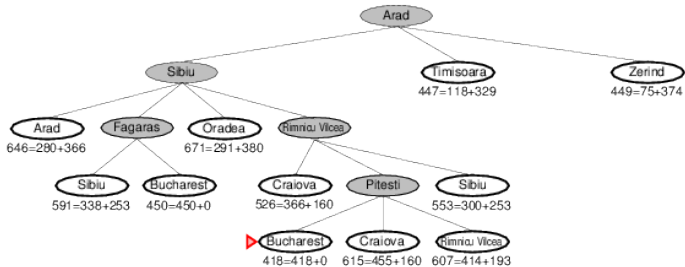 Arad
Sibiu Timisoara Zerind
447=118+329 449=75+374
Arad Fagaras Oradea Rimnicu Vilcea
646=280+366 671=291+380
Sibiu Bucharest Craiova Pitesti Sibiu
591=338+253 450=450+0 526=366+160 553=300+253
Bucharest Craiova Rimnicu Vilcea
418=418+0 615=455+160 607=414+193